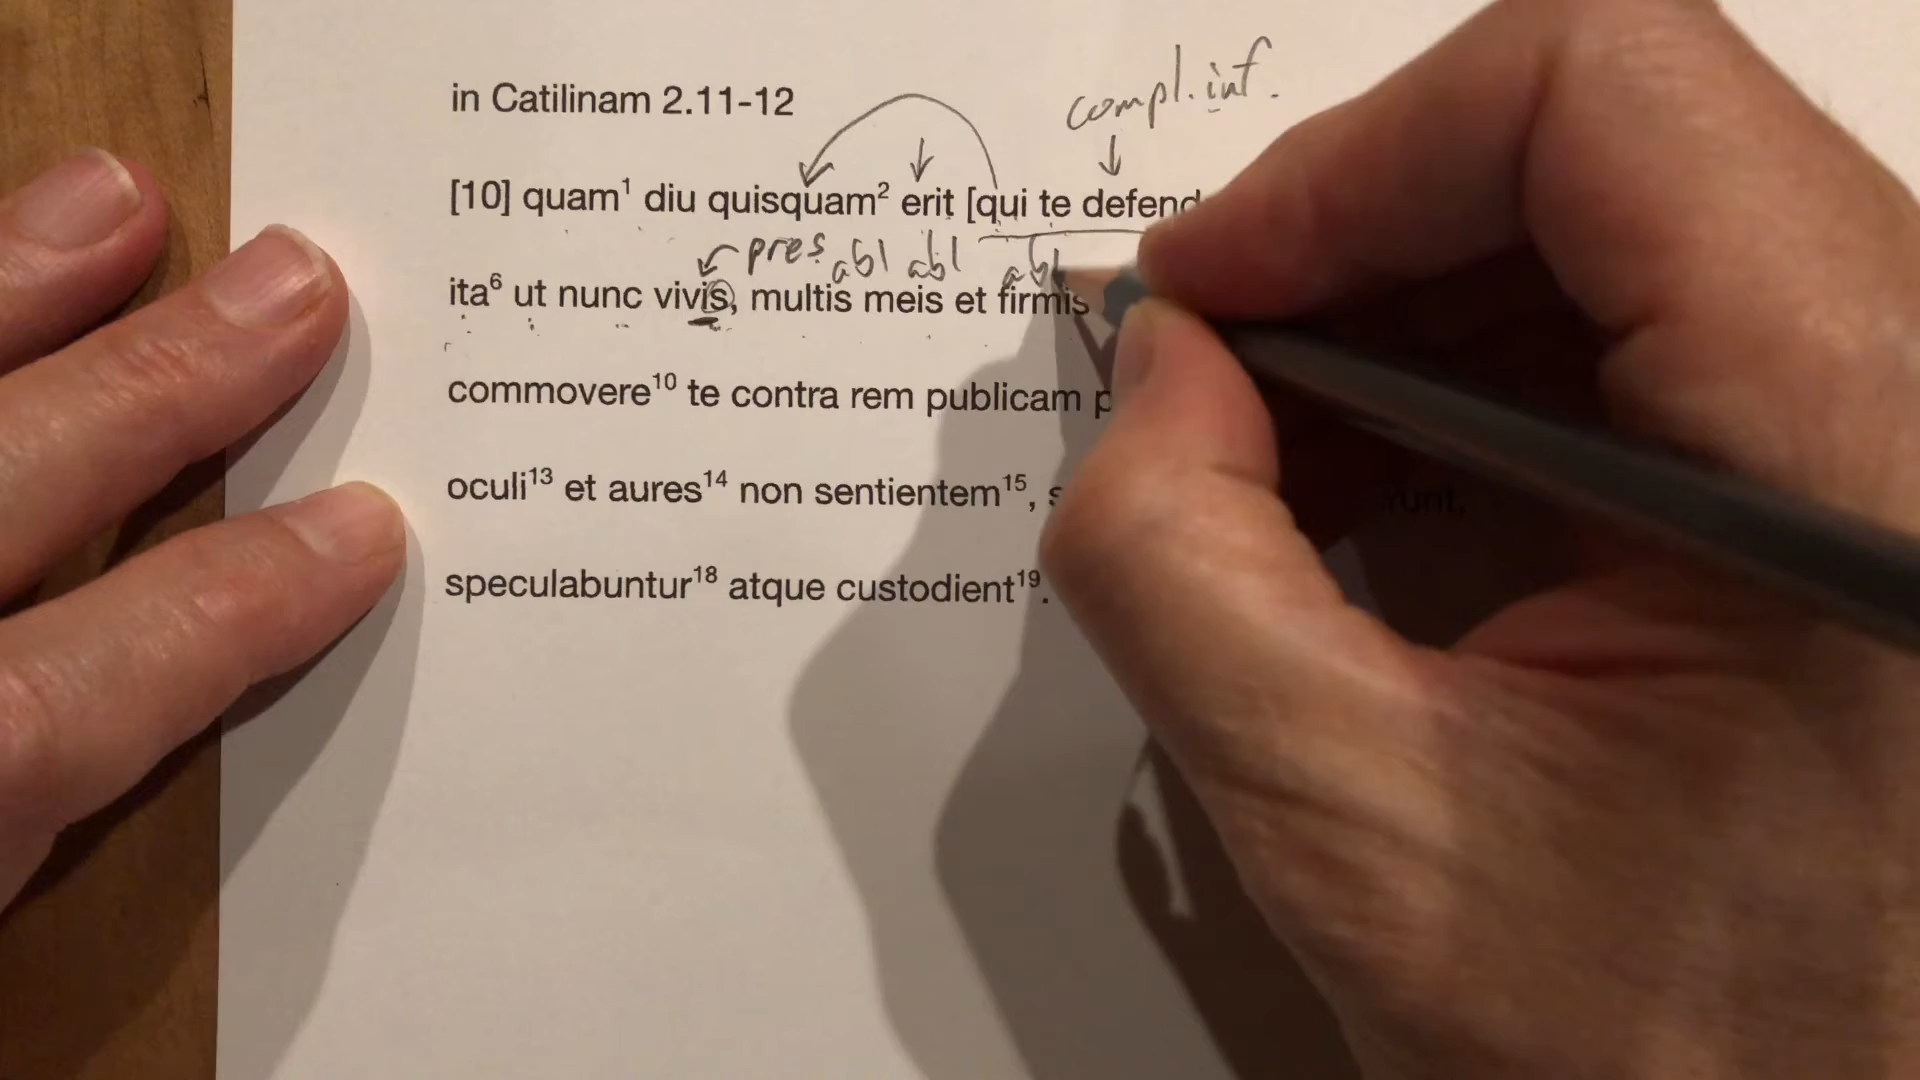 in Catilinam 2.11-12
compl. inf.
[10] quam¹ diu quisquam² erit [qui te defend
pres. abl abl abl
ita⁶ ut nunc vivis, multis meis et firmis
commovere¹⁰ te contra rem publicam p
oculi¹³ et aures¹⁴ non sentientem¹⁵, s
speculabuntur¹⁸ atque custodient¹⁹.